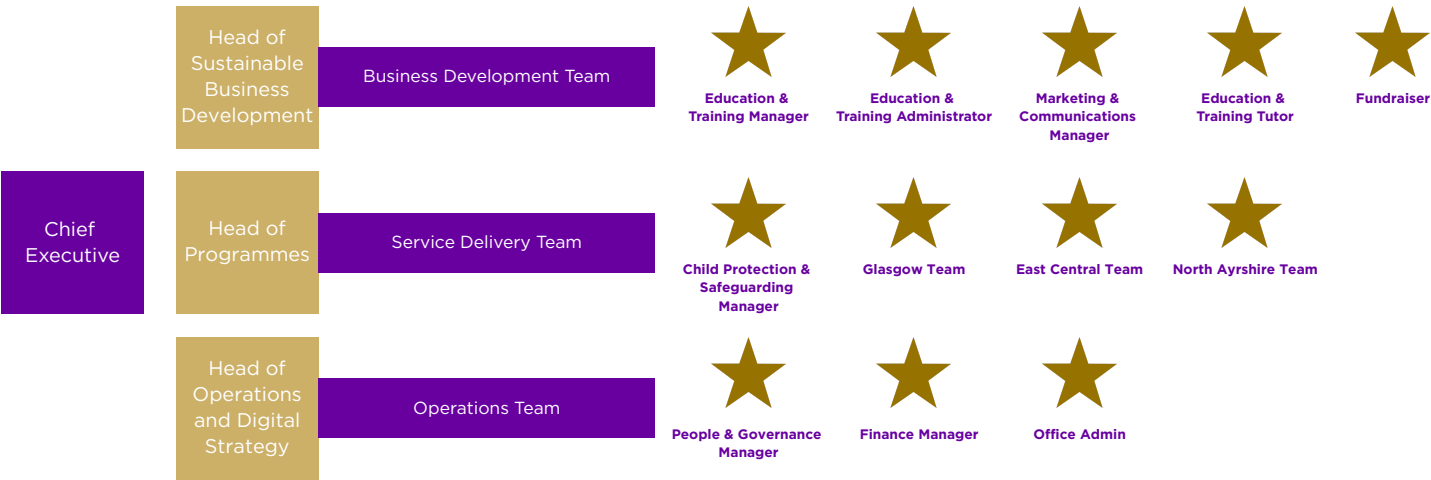 Head of
Sustainable
Business
Development
Business Development Team
Education &
Training Manager
Education &
Training Administrator
Marketing &
Communications
Manager
Education &
Training Tutor
Fundraiser
Chief
Executive
Head of
Programmes
Service Delivery Team
Child Protection &
Safeguarding
Manager
Glasgow Team
East Central Team
North Ayrshire Team
Head of
Operations
and Digital
Strategy
Operations Team
People & Governance
Manager
Finance Manager
Office Admin